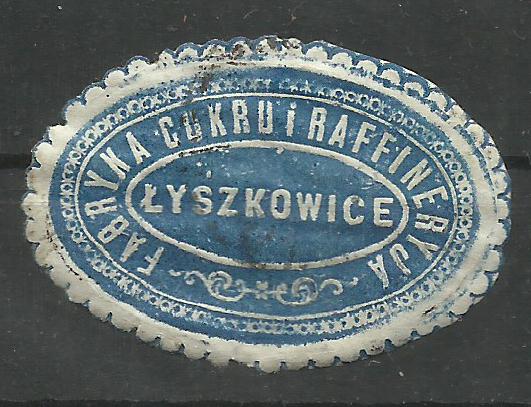 FABRYKA CUKRU i RAFFINERYJA
ŁYSZKOWICE